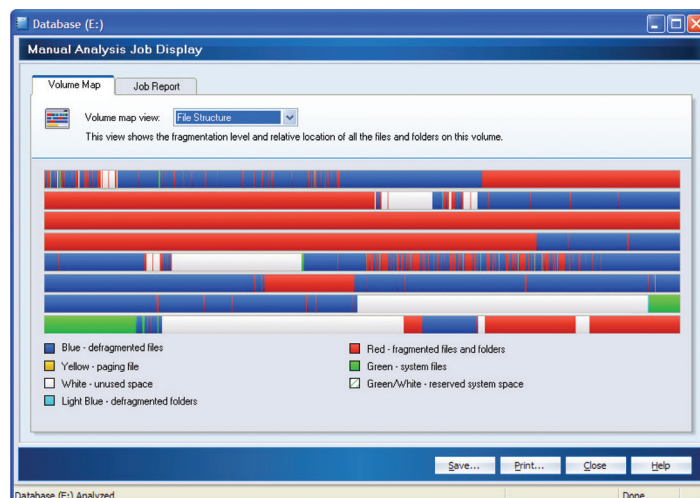 Database (E:)
Manual Analysis Job Display
Volume Map
Job Report
Volume map view:
File Structure
This view shows the fragmentation level and relative location of all the files and folders on this volume.
Blue - defragmented files
Red - fragmented files and folders
Yellow - paging file
Green - system files
White - unused space
Green/White - reserved system space
Light Blue - defragmented folders
Save...
Print...
Close
Help
Database (E:) Analyzed
Done